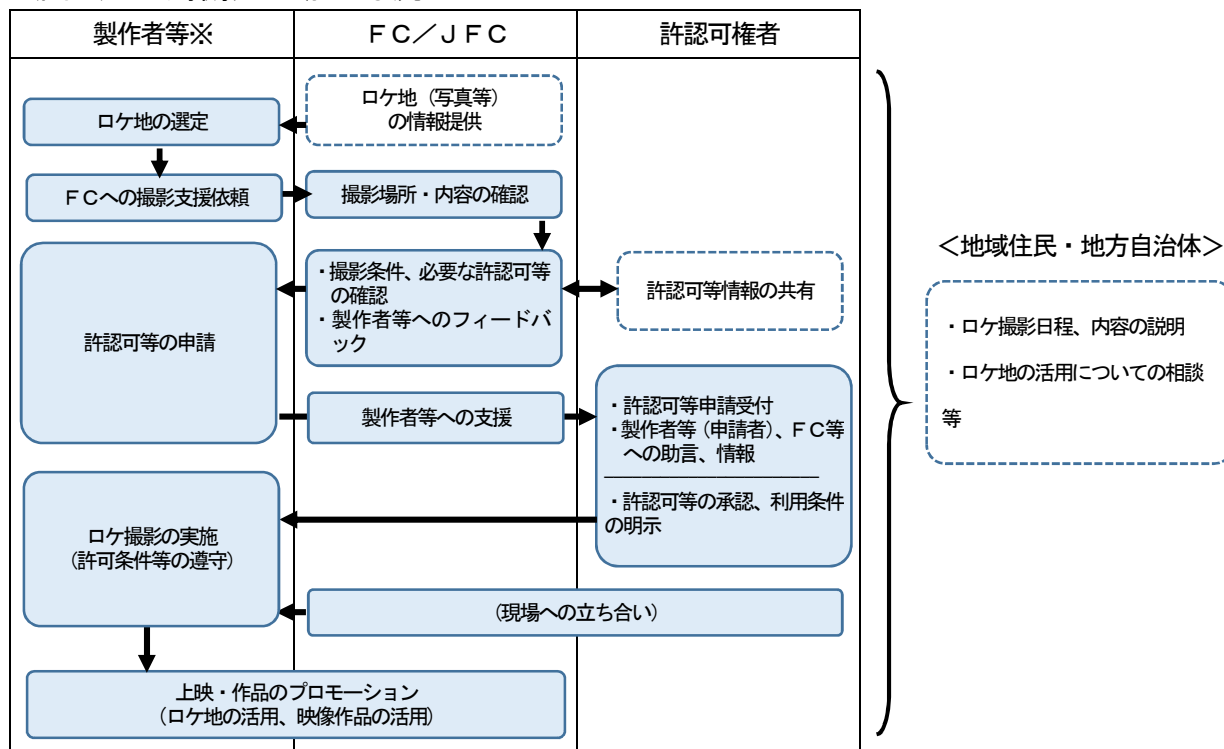 製作者等※
ＦＣ／ＪＦＣ
許認可権者
ロケ地（写真等）
の情報提供
ロケ地の選定
ＦＣへの撮影支援依頼
撮影場所・内容の確認
・撮影条件、必要な許認可等
の確認
・製作者等へのフィードバ
ック
許認可等情報の共有
許認可等の申請
製作者等への支援
・許認可等申請受付
・製作者等（申請者）、ＦＣ等
への助言、情報
・許認可等の承認、利用条件
の明示
ロケ撮影の実施
（許可条件等の遵守）
（現場への立ち合い）
上映・作品のプロモーション
（ロケ地の活用、映像作品の活用）
＜地域住民・地方自治体＞
・ロケ撮影日程、内容の説明
・ロケ地の活用についての相談
等